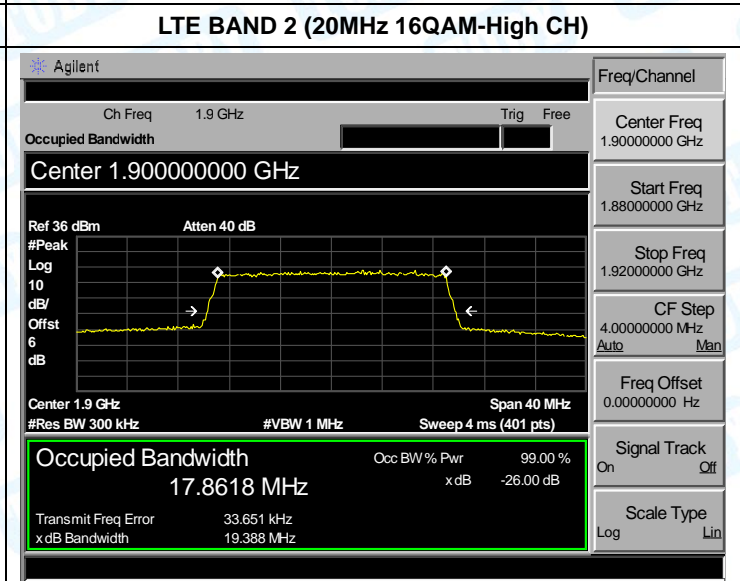 LTE BAND 2 (20MHz 16QAM-High CH)
Agilent
Freq/Channel
Ch Freq 1.9 GHz Trig Free
Occupied Bandwidth
Center Freq
1.90000000 GHz
Center 1.900000000 GHz
Start Freq
1.88000000 GHz
Ref 36 dBm Atten 40 dB
#Peak
Log
10
dB/
Offst
6
dB
Stop Freq
1.92000000 GHz
CF Step
4.00000000 MHz
Auto Man
Freq Offset
0.00000000 Hz
Center 1.9 GHz Span 40 MHz
#Res BW 300 kHz #VBW 1 MHz Sweep 4 ms (401 pts)
Signal Track
On Off
Occupied Bandwidth Occ BW % Pwr 99.00 %
17.8618 MHz x dB -26.00 dB
Scale Type
Log Lin
Transmit Freq Error 33.651 kHz
x dB Bandwidth 19.388 MHz